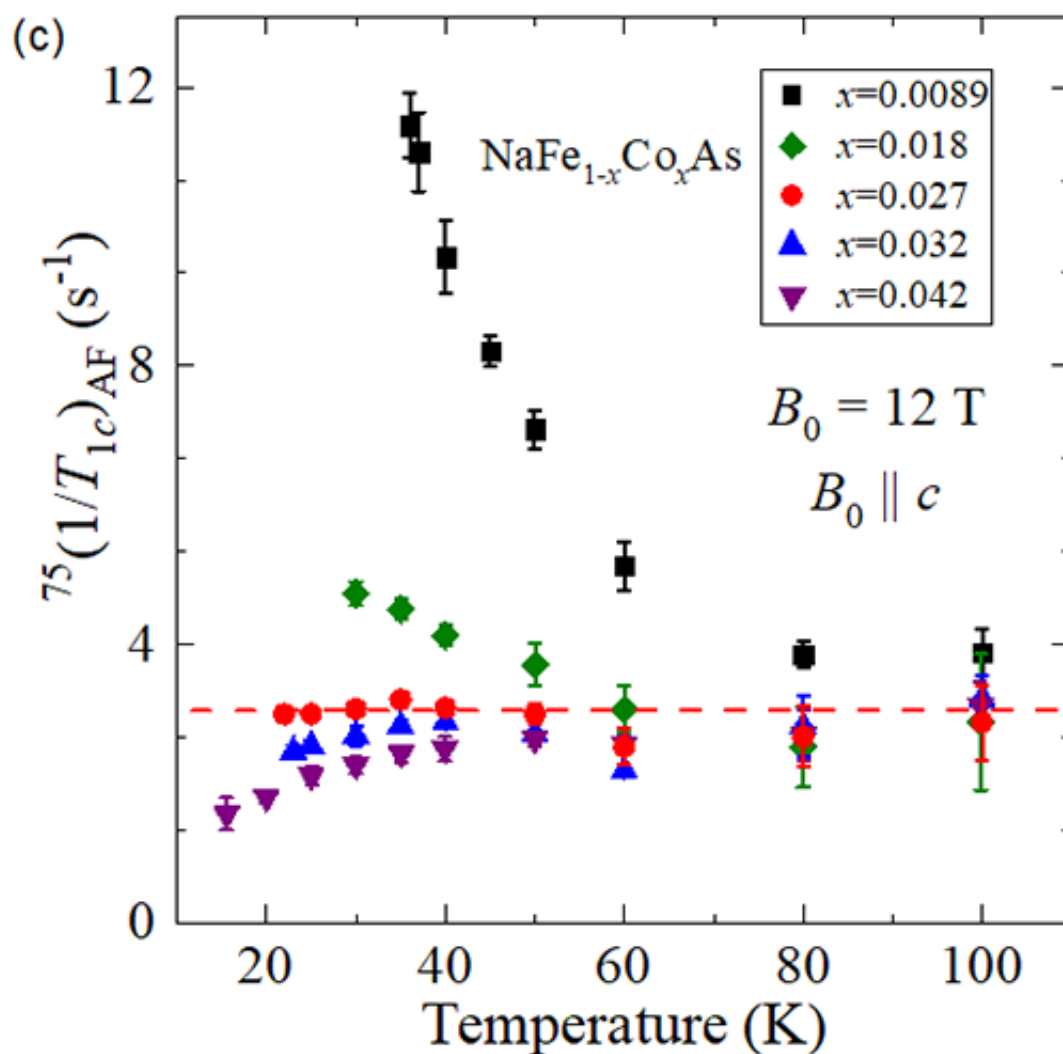 (c)
12
8
4
0
⁷⁵(1/T₁c)AF (s⁻¹)
NaFe₁₋ₓCoₓAs
x=0.0089
x=0.018
x=0.027
x=0.032
x=0.042
B₀ = 12 T
B₀ || c
20 40 60 80 100
Temperature (K)